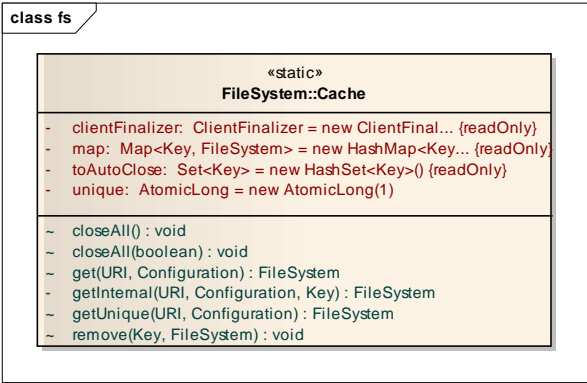 class fs
«static»
FileSystem::Cache
- clientFinalizer: ClientFinalizer = new ClientFinal... {readOnly}
- map: Map<Key, FileSystem> = new HashMap<Key... {readOnly}
- toAutoClose: Set<Key> = new HashSet<Key>() {readOnly}
- unique: AtomicLong = new AtomicLong(1)
~ closeAll() : void
~ closeAll(boolean) : void
~ get(URI, Configuration) : FileSystem
- getInternal(URI, Configuration, Key) : FileSystem
~ getUnique(URI, Configuration) : FileSystem
~ remove(Key, FileSystem) : void